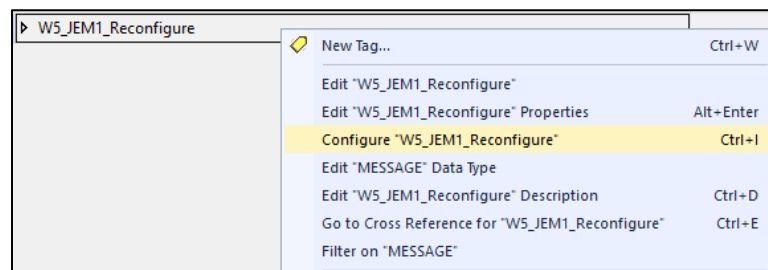 W5_JEM1_Reconfigure
New Tag... Ctrl+W
Edit "W5_JEM1_Reconfigure"
Edit "W5_JEM1_Reconfigure" Properties Alt+Enter
Configure "W5_JEM1_Reconfigure" Ctrl+I
Edit "MESSAGE" Data Type
Edit "W5_JEM1_Reconfigure" Description Ctrl+D
Go to Cross Reference for "W5_JEM1_Reconfigure" Ctrl+E
Filter on "MESSAGE"